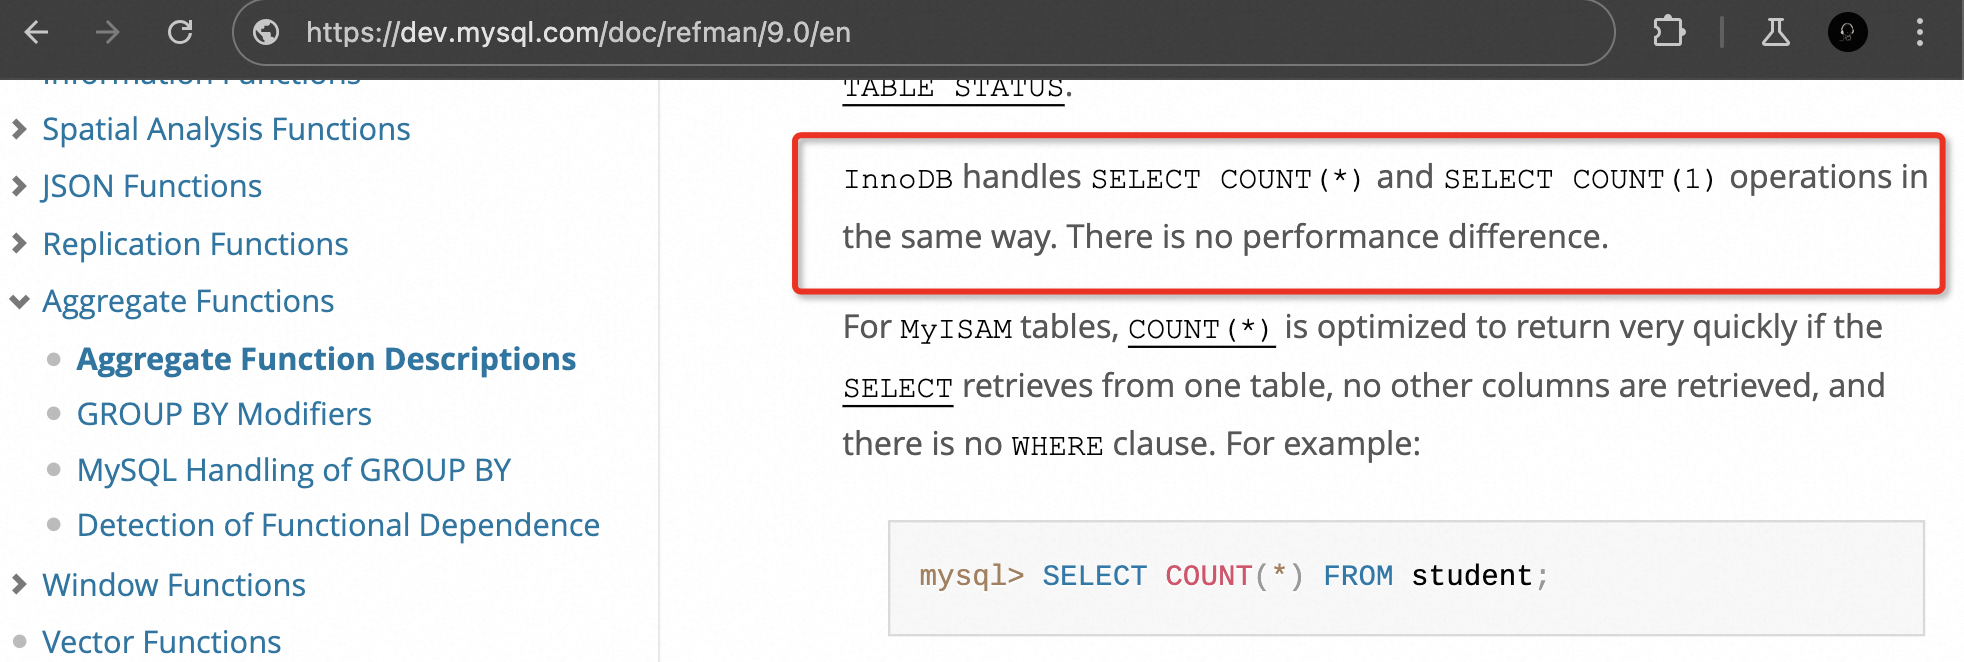 https://dev.mysql.com/doc/refman/9.0/en
Information Functions
Spatial Analysis Functions
JSON Functions
Replication Functions
Aggregate Functions
Aggregate Function Descriptions
GROUP BY Modifiers
MySQL Handling of GROUP BY
Detection of Functional Dependence
Window Functions
Vector Functions
TABLE STATUS.
InnoDB handles SELECT COUNT(*) and SELECT COUNT(1) operations in
the same way. There is no performance difference.
For MyISAM tables, COUNT(*) is optimized to return very quickly if the
SELECT retrieves from one table, no other columns are retrieved, and
there is no WHERE clause. For example:
mysql> SELECT COUNT(*) FROM student;